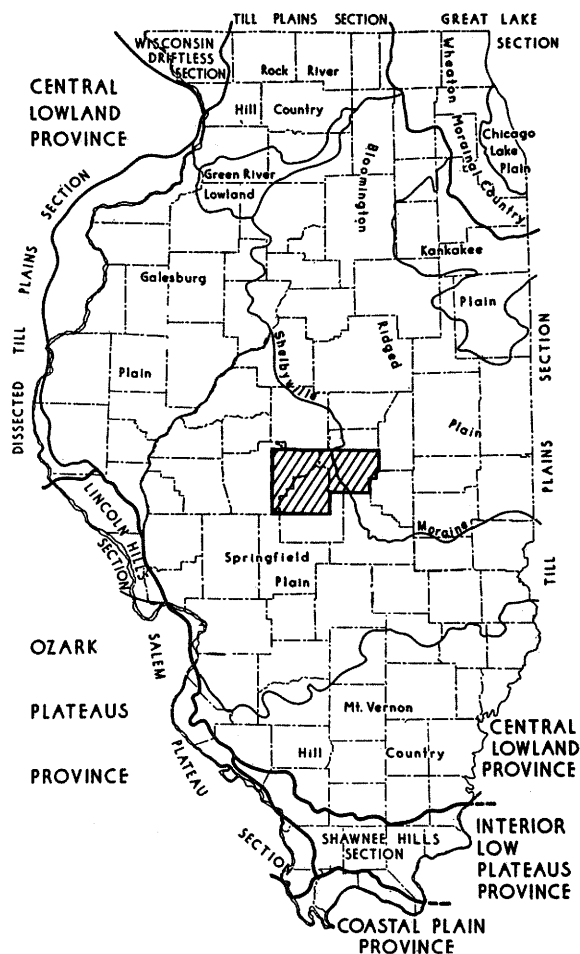 TILL PLAINS SECTION
GREAT LAKE
SECTION
WISCONSIN
DRIFTLESS
SECTION
CENTRAL
LOWLAND
PROVINCE
Rock River
Hill Country
Wheaton
Morainal Country
Chicago
Lake
Plain
Green River
Lowland
Bloomington
Ridged
Plain
Kankakee
Plain
DISSECTED TILL PLAINS SECTION
Galesburg
Plain
Shelbyville
Moraine
TILL PLAINS SECTION
LINCOLN HILLS
SECTION
Springfield
Plain
OZARK
PLATEAUS
PROVINCE
SALEM
PLATEAU
SECTION
Mt. Vernon
Hill Country
CENTRAL
LOWLAND
PROVINCE
SHAWNEE HILLS
SECTION
INTERIOR
LOW
PLATEAUS
PROVINCE
COASTAL PLAIN
PROVINCE